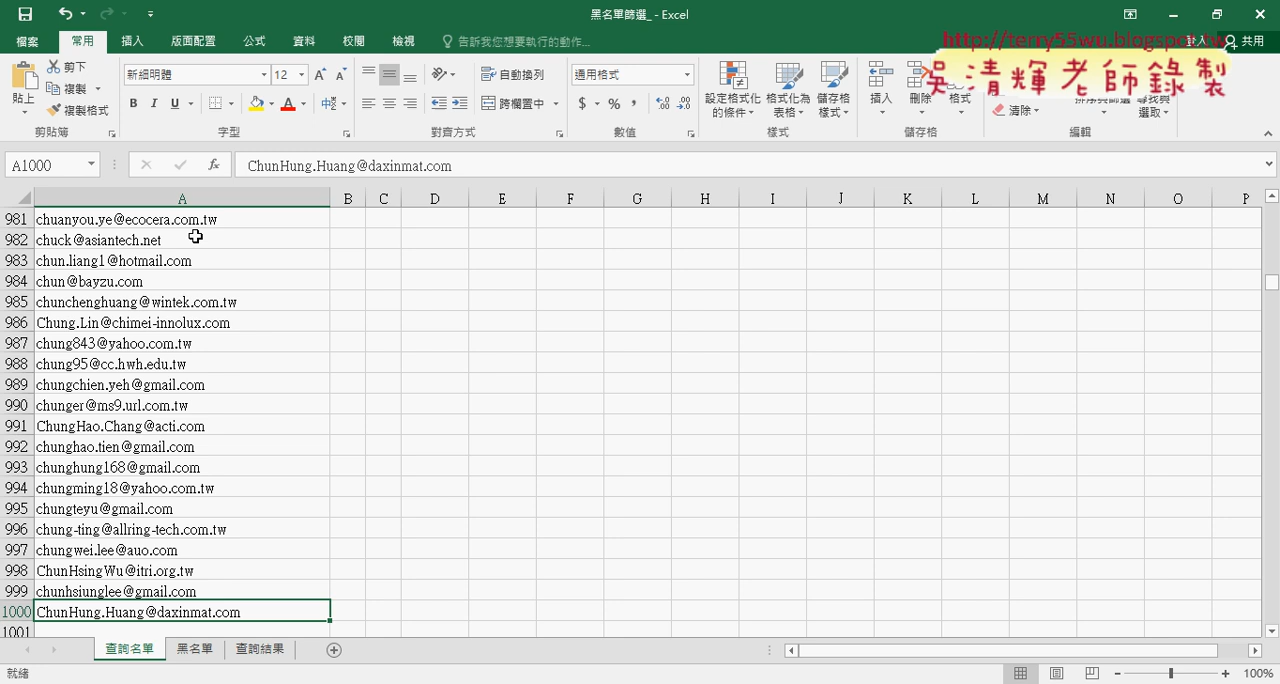 黑名單篩選_ - Excel
檔案 常用 插入 版面配置 公式 資料 校閱 檢視 告訴我您想要執行的動作... 登入 共用
http://terry55wu.blogspot.tw
吳清輝老師錄製
貼上 剪下 複製 複製格式 剪貼簿
新細明體 12 B I U 中 字型
自動換列 跨欄置中 對齊方式
通用格式 $ % , 數值
設定格式化的條件 格式化為表格 儲存格樣式 樣式
插入 刪除 格式 儲存格
清除 排序與篩選 尋找與選取 編輯
A1000 fx ChunHung.Huang@daxinmat.com
A B C D E F G H I J K L M N O P
981 chuanyou.ye@ecocera.com.tw
982 chuck@asiantech.net
983 chun.liang1@hotmail.com
984 chun@bayzu.com
985 chunchenghuang@wintek.com.tw
986 Chung.Lin@chimei-innolux.com
987 chung843@yahoo.com.tw
988 chung95@cc.hwh.edu.tw
989 chungchien.yeh@gmail.com
990 chunger@ms9.url.com.tw
991 ChungHao.Chang@acti.com
992 chunghao.tien@gmail.com
993 chunghung168@gmail.com
994 chungming18@yahoo.com.tw
995 chungteyu@gmail.com
996 chung-ting@allring-tech.com.tw
997 chungwei.lee@auo.com
998 ChunHsingWu@itri.org.tw
999 chunhsiunglee@gmail.com
1000 ChunHung.Huang@daxinmat.com
1001
查詢名單 黑名單 查詢結果
就緒 100%